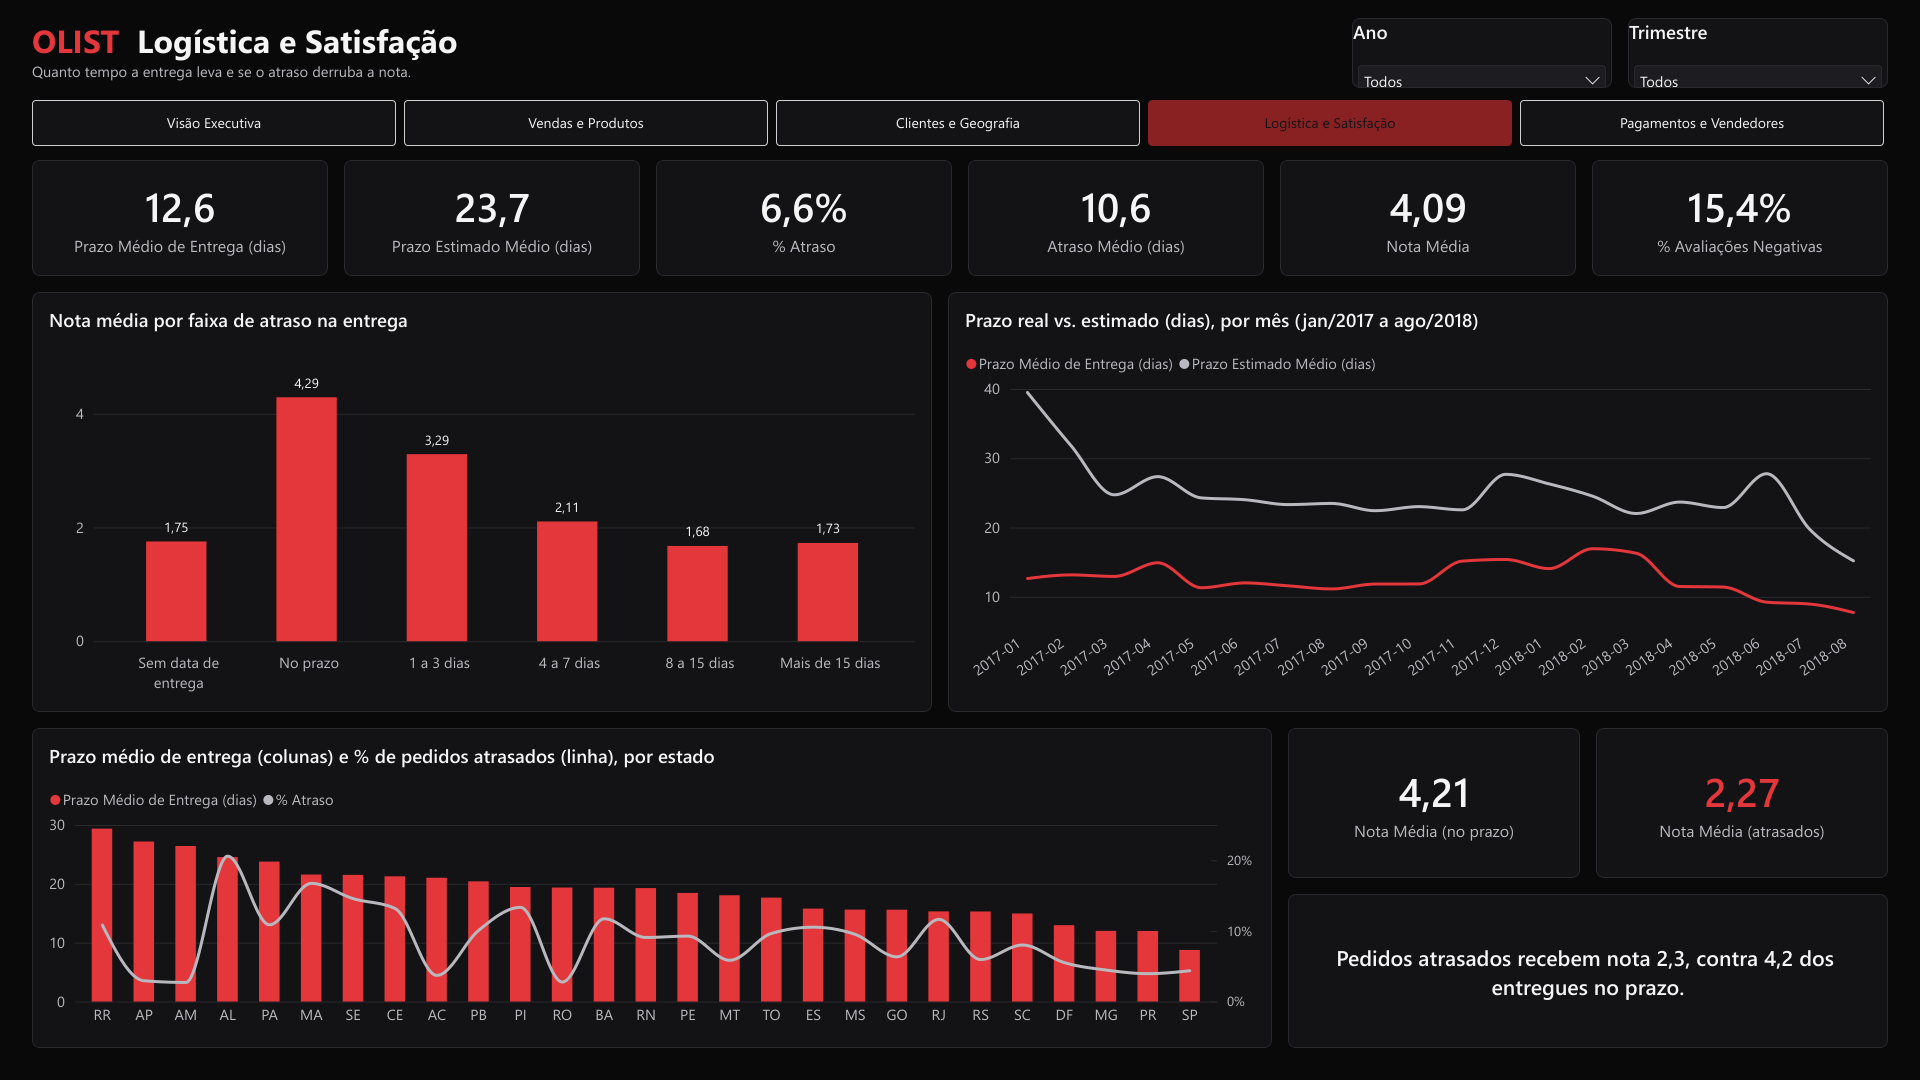 OLIST Logística e Satisfação
Quanto tempo a entrega leva e se o atraso derruba a nota.
Ano
Todos
Trimestre
Todos
Visão Executiva
Vendas e Produtos
Clientes e Geografia
Logística e Satisfação
Pagamentos e Vendedores
12,6
Prazo Médio de Entrega (dias)
23,7
Prazo Estimado Médio (dias)
6,6%
% Atraso
10,6
Atraso Médio (dias)
4,09
Nota Média
15,4%
% Avaliações Negativas
Nota média por faixa de atraso na entrega
4
2
0
1,75
4,29
3,29
2,11
1,68
1,73
Sem data de
entrega
No prazo
1 a 3 dias
4 a 7 dias
8 a 15 dias
Mais de 15 dias
Prazo real vs. estimado (dias), por mês (jan/2017 a ago/2018)
Prazo Médio de Entrega (dias) Prazo Estimado Médio (dias)
40
30
20
10
2017-01
2017-02
2017-03
2017-04
2017-05
2017-06
2017-07
2017-08
2017-09
2017-10
2017-11
2017-12
2018-01
2018-02
2018-03
2018-04
2018-05
2018-06
2018-07
2018-08
Prazo médio de entrega (colunas) e % de pedidos atrasados (linha), por estado
Prazo Médio de Entrega (dias) % Atraso
30
20
10
0
20%
10%
0%
RR AP AM AL PA MA SE CE AC PB PI RO BA RN PE MT TO ES MS GO RJ RS SC DF MG PR SP
4,21
Nota Média (no prazo)
2,27
Nota Média (atrasados)
Pedidos atrasados recebem nota 2,3, contra 4,2 dos
entregues no prazo.